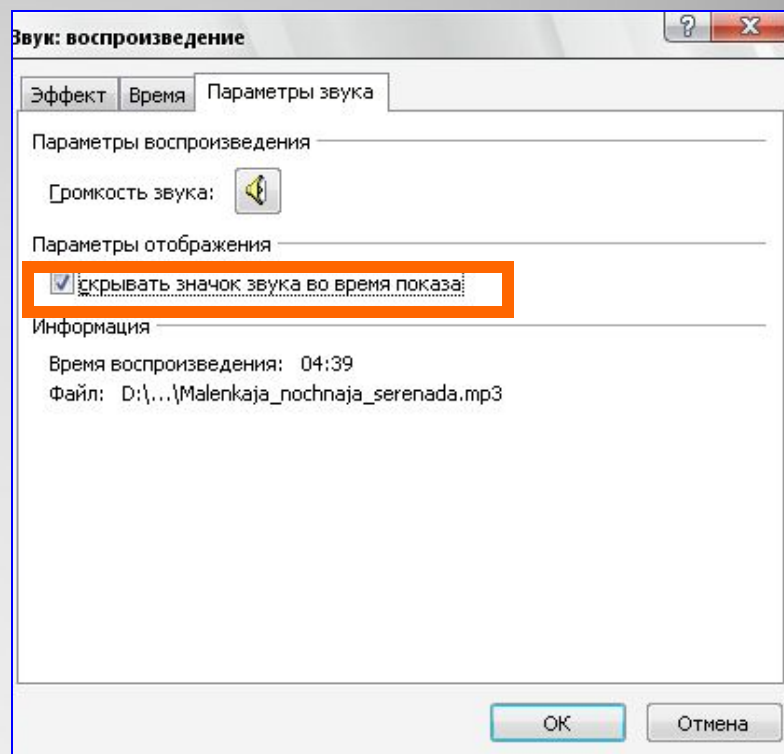 Звук: воспроизведение
?
X
Эффект Время Параметры звука
Параметры воспроизведения
Громкость звука:
Параметры отображения
скрывать значок звука во время показа
Информация
Время воспроизведения: 04:39
Файл: D:\...\Malenkaja_nochnaja_serenada.mp3
ОК Отмена